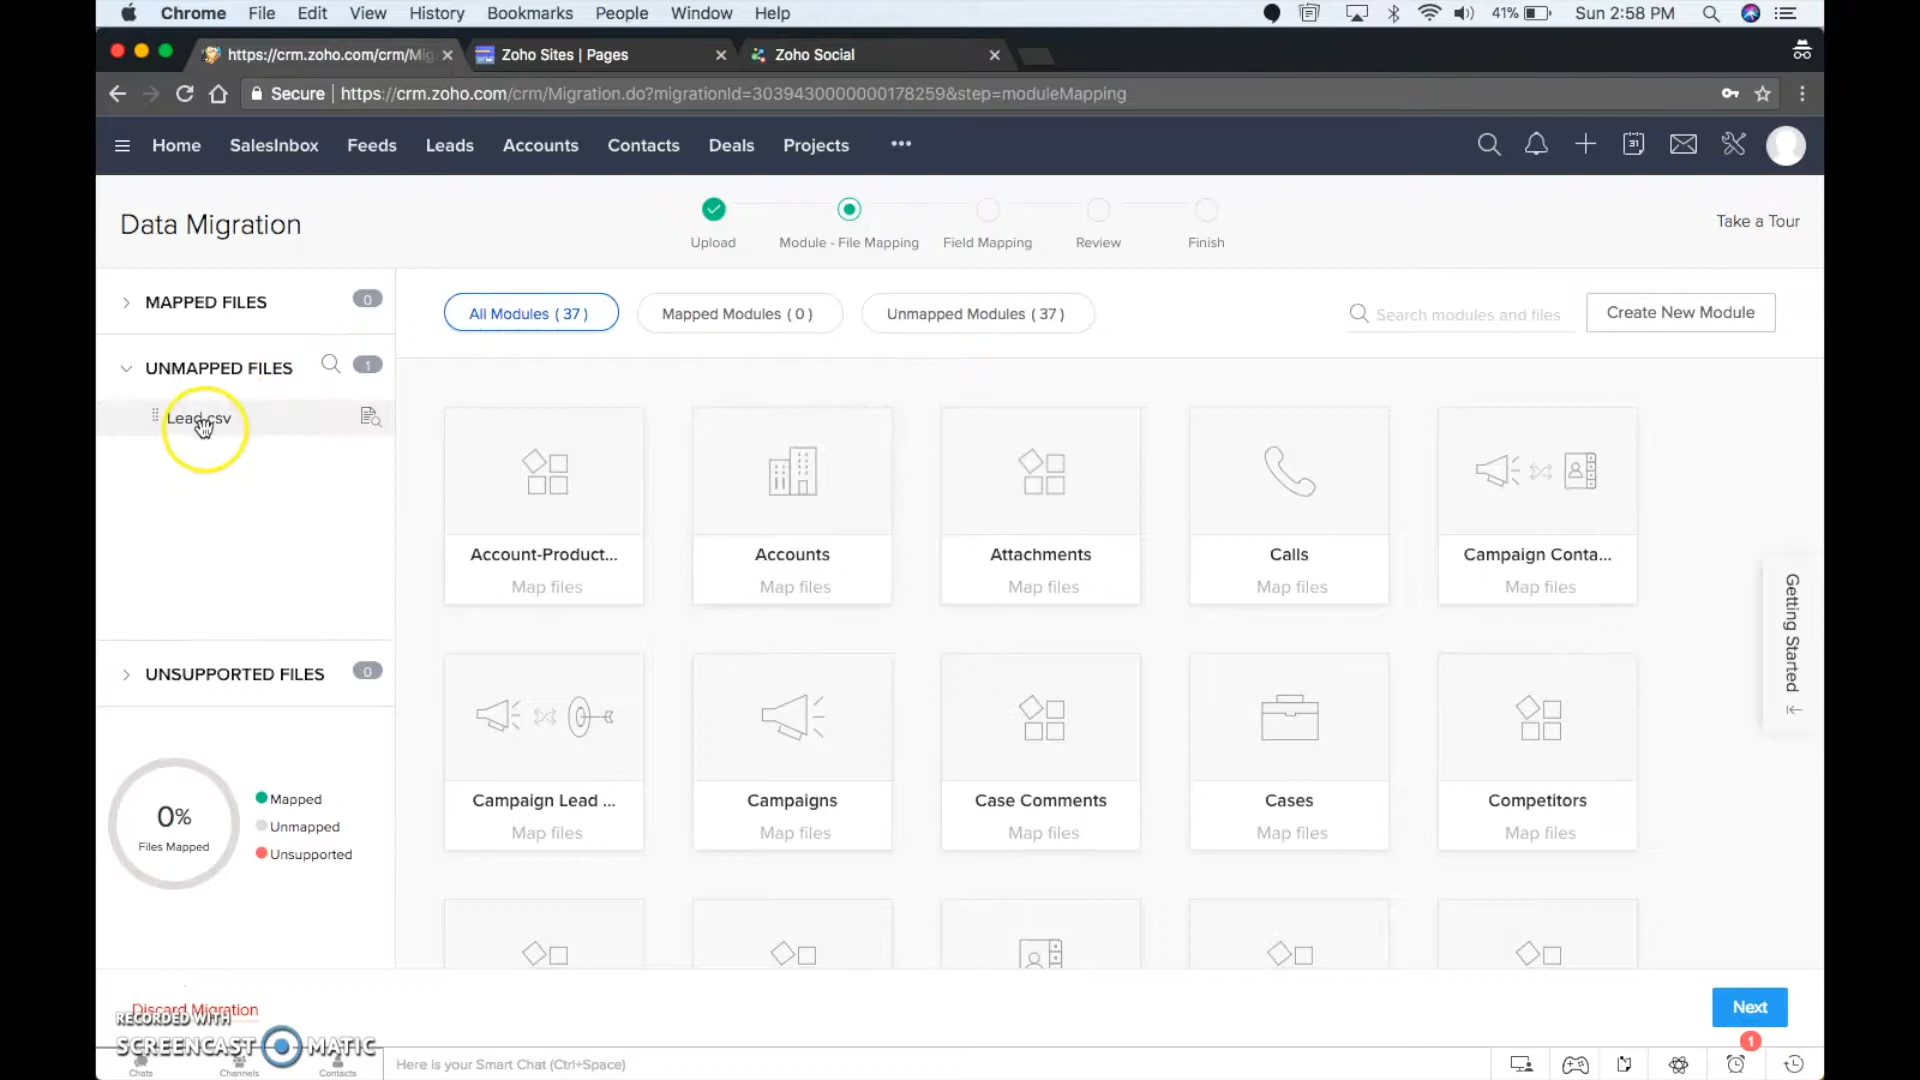 Chrome File Edit View History Bookmarks People Window Help 41% Sun 2:58 PM
https://crm.zoho.com/crm/Mig Zoho Sites | Pages Zoho Social
Secure https://crm.zoho.com/crm/Migration.do?migrationId=3039430000000178259&step=moduleMapping
Home SalesInbox Feeds Leads Accounts Contacts Deals Projects ••• 31
Data Migration
Upload Module - File Mapping Field Mapping Review Finish
Take a Tour
MAPPED FILES 0
UNMAPPED FILES 1
Lead.csv
UNSUPPORTED FILES 0
0%
Files Mapped
Mapped
Unmapped
Unsupported
All Modules ( 37 ) Mapped Modules ( 0 ) Unmapped Modules ( 37 ) Search modules and files Create New Module
Account-Product... Accounts Attachments Calls Campaign Conta...
Map files Map files Map files Map files Map files
Campaign Lead ... Campaigns Case Comments Cases Competitors
Map files Map files Map files Map files Map files
Getting Started
Discard Migration
Next
RECORDED WITH
SCREENCAST MATIC
1
Chats Channels Contacts
Here is your Smart Chat (Ctrl+Space)